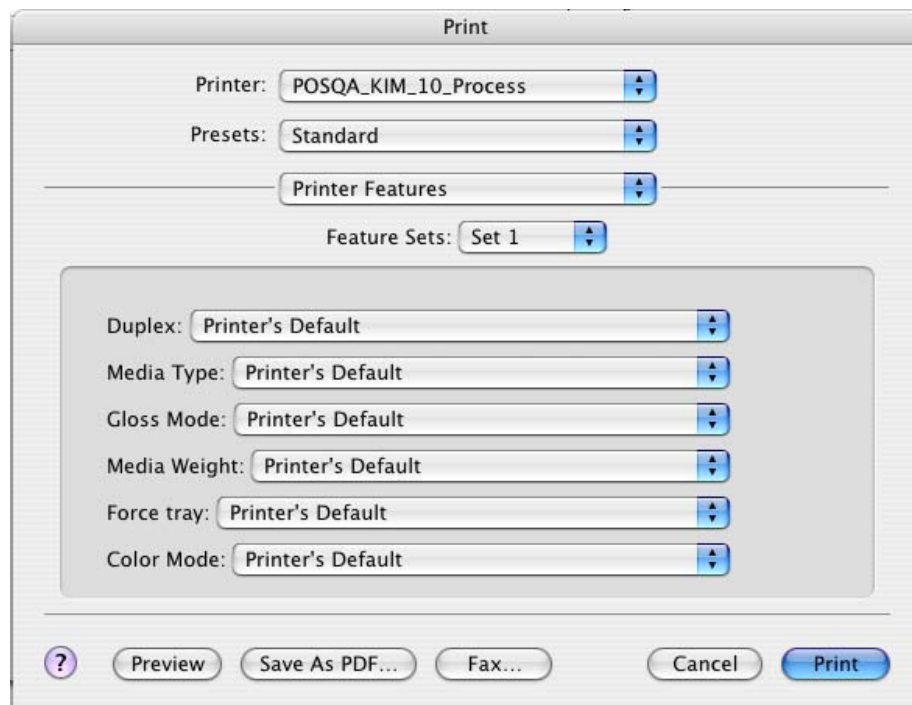 Print
Printer: POSQA_KIM_10_Process
Presets: Standard
Printer Features
Feature Sets: Set 1
Duplex: Printer's Default
Media Type: Printer's Default
Gloss Mode: Printer's Default
Media Weight: Printer's Default
Force tray: Printer's Default
Color Mode: Printer's Default
? Preview Save As PDF... Fax... Cancel Print